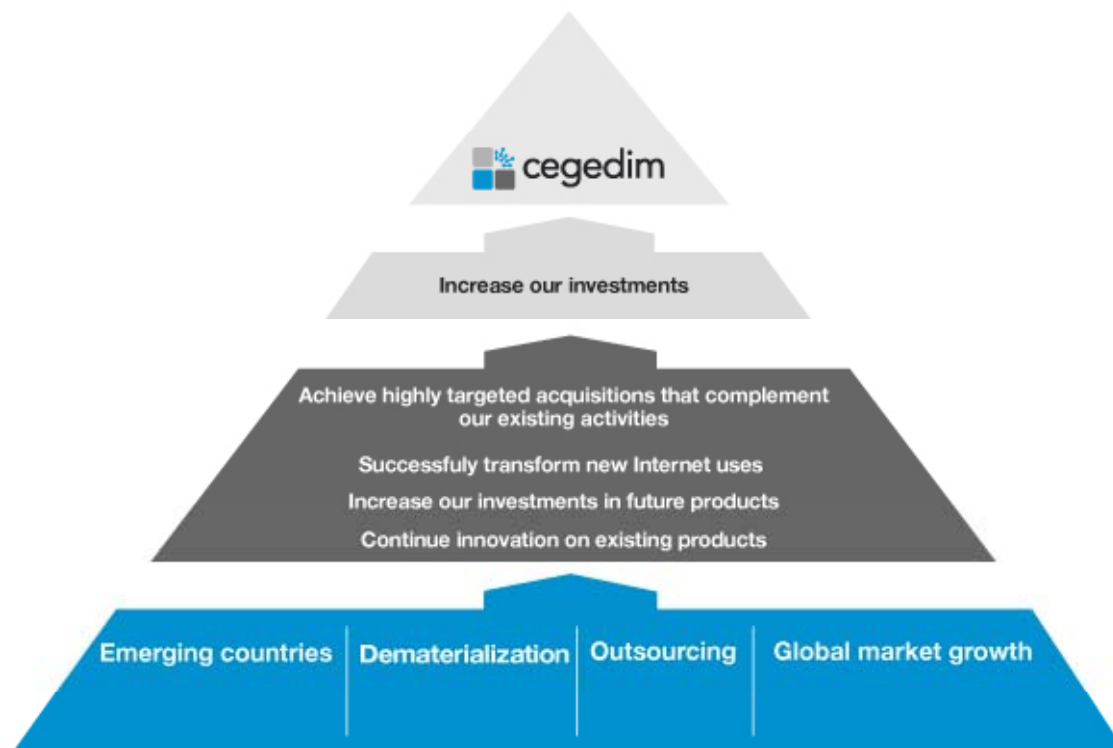 cegedim
Increase our investments
Achieve highly targeted acquisitions that complement
our existing activities
Successfuly transform new Internet uses
Increase our investments in future products
Continue innovation on existing products
Emerging countries
Dematerialization
Outsourcing
Global market growth